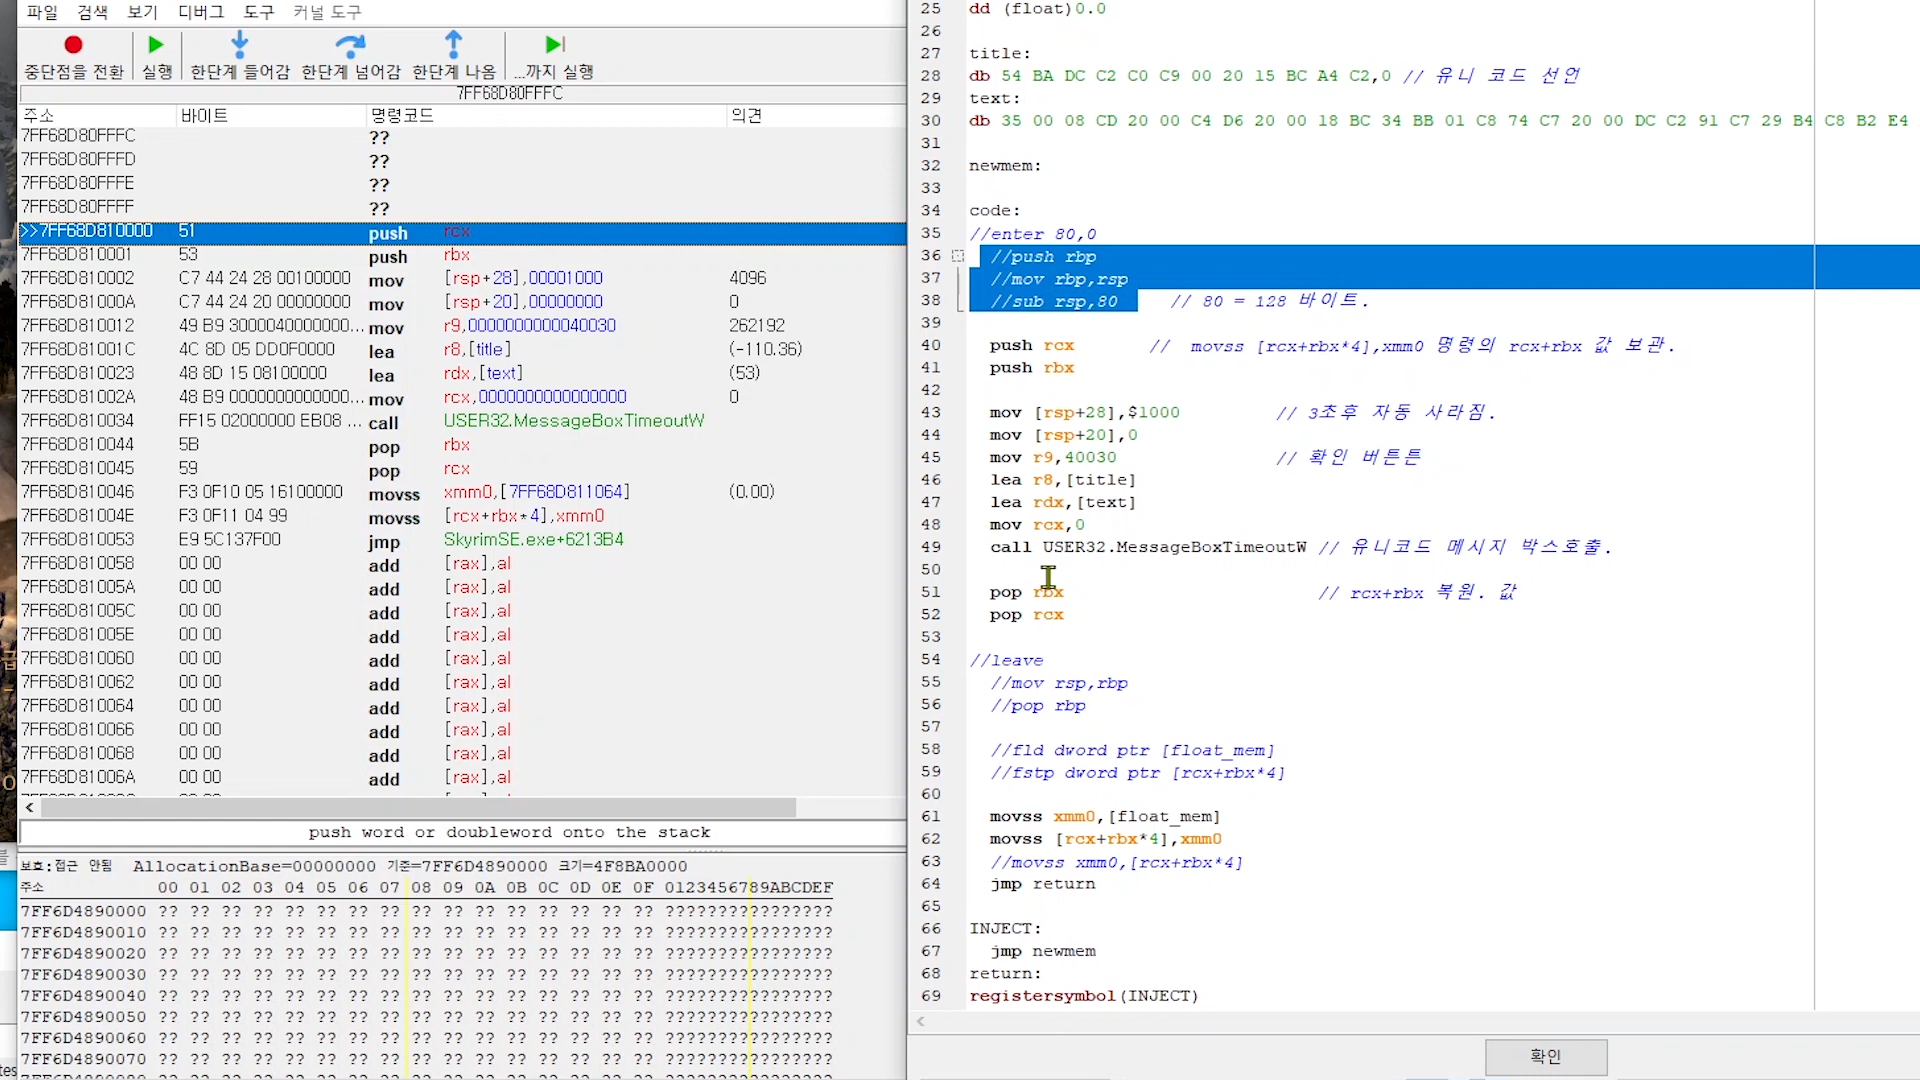 파일 검색 보기 디버그 도구 커널 도구
중단점을 전환 실행 한단계 들어감 한단계 넘어감 한단계 나옴 ...까지 실행
7FF68D80FFFC
주소 바이트 명령코드 의견
7FF68D80FFFC ??
7FF68D80FFFD ??
7FF68D80FFFE ??
7FF68D80FFFF ??
>>7FF68D810000 51 push rcx
7FF68D810001 53 push rbx
7FF68D810002 C7 44 24 28 00100000 mov [rsp+28],00001000 4096
7FF68D81000A C7 44 24 20 00000000 mov [rsp+20],00000000 0
7FF68D810012 49 B9 3000040000000... mov r9,0000000000040030 262192
7FF68D81001C 4C 8D 05 DD0F0000 lea r8,[title] (-110.36)
7FF68D810023 48 8D 15 08100000 lea rdx,[text] (53)
7FF68D81002A 48 B9 0000000000000... mov rcx,0000000000000000 0
7FF68D810034 FF15 02000000 EB08 ... call USER32.MessageBoxTimeoutW
7FF68D810044 5B pop rbx
7FF68D810045 59 pop rcx
7FF68D810046 F3 0F10 05 16100000 movss xmm0,[7FF68D811064] (0.00)
7FF68D81004E F3 0F11 04 99 movss [rcx+rbx*4],xmm0
7FF68D810053 E9 5C137F00 jmp SkyrimSE.exe+6213B4
7FF68D810058 00 00 add [rax],al
7FF68D81005A 00 00 add [rax],al
7FF68D81005C 00 00 add [rax],al
7FF68D81005E 00 00 add [rax],al
7FF68D810060 00 00 add [rax],al
7FF68D810062 00 00 add [rax],al
7FF68D810064 00 00 add [rax],al
7FF68D810066 00 00 add [rax],al
7FF68D810068 00 00 add [rax],al
7FF68D81006A 00 00 add [rax],al
push word or doubleword onto the stack
보호:접근 안됨 AllocationBase=00000000 기준=7FF6D4890000 크기=4F8BA0000
주소 00 01 02 03 04 05 06 07 08 09 0A 0B 0C 0D 0E 0F 0123456789ABCDEF
7FF6D4890000 ?? ?? ?? ?? ?? ?? ?? ?? ?? ?? ?? ?? ?? ?? ?? ?? ????????????????
7FF6D4890010 ?? ?? ?? ?? ?? ?? ?? ?? ?? ?? ?? ?? ?? ?? ?? ?? ????????????????
7FF6D4890020 ?? ?? ?? ?? ?? ?? ?? ?? ?? ?? ?? ?? ?? ?? ?? ?? ????????????????
7FF6D4890030 ?? ?? ?? ?? ?? ?? ?? ?? ?? ?? ?? ?? ?? ?? ?? ?? ????????????????
7FF6D4890040 ?? ?? ?? ?? ?? ?? ?? ?? ?? ?? ?? ?? ?? ?? ?? ?? ????????????????
7FF6D4890050 ?? ?? ?? ?? ?? ?? ?? ?? ?? ?? ?? ?? ?? ?? ?? ?? ????????????????
7FF6D4890060 ?? ?? ?? ?? ?? ?? ?? ?? ?? ?? ?? ?? ?? ?? ?? ?? ????????????????
7FF6D4890070 ?? ?? ?? ?? ?? ?? ?? ?? ?? ?? ?? ?? ?? ?? ?? ?? ????????????????
25 dd (float)0.0
26
27 title:
28 db 54 BA DC C2 C0 C9 00 20 15 BC A4 C2,0 // 유니 코드 선언
29 text:
30 db 35 00 08 CD 20 00 C4 D6 20 00 18 BC 34 BB 01 C8 74 C7 20 00 DC C2 91 C7 29 B4 C8 B2 E4
31
32 newmem:
33
34 code:
35 //enter 80,0
36 //push rbp
37 //mov rbp,rsp
38 //sub rsp,80 // 80 = 128 바이트.
39
40 push rcx // movss [rcx+rbx*4],xmm0 명령의 rcx+rbx 값 보관.
41 push rbx
42
43 mov [rsp+28],$1000 // 3초후 자동 사라짐.
44 mov [rsp+20],0
45 mov r9,40030 // 확인 버튼튼
46 lea r8,[title]
47 lea rdx,[text]
48 mov rcx,0
49 call USER32.MessageBoxTimeoutW // 유니코드 메시지 박스호출.
50
51 pop rbx // rcx+rbx 복원. 값
52 pop rcx
53
54 //leave
55 //mov rsp,rbp
56 //pop rbp
57
58 //fld dword ptr [float_mem]
59 //fstp dword ptr [rcx+rbx*4]
60
61 movss xmm0,[float_mem]
62 movss [rcx+rbx*4],xmm0
63 //movss xmm0,[rcx+rbx*4]
64 jmp return
65
66 INJECT:
67 jmp newmem
68 return:
69 registersymbol(INJECT)
확인